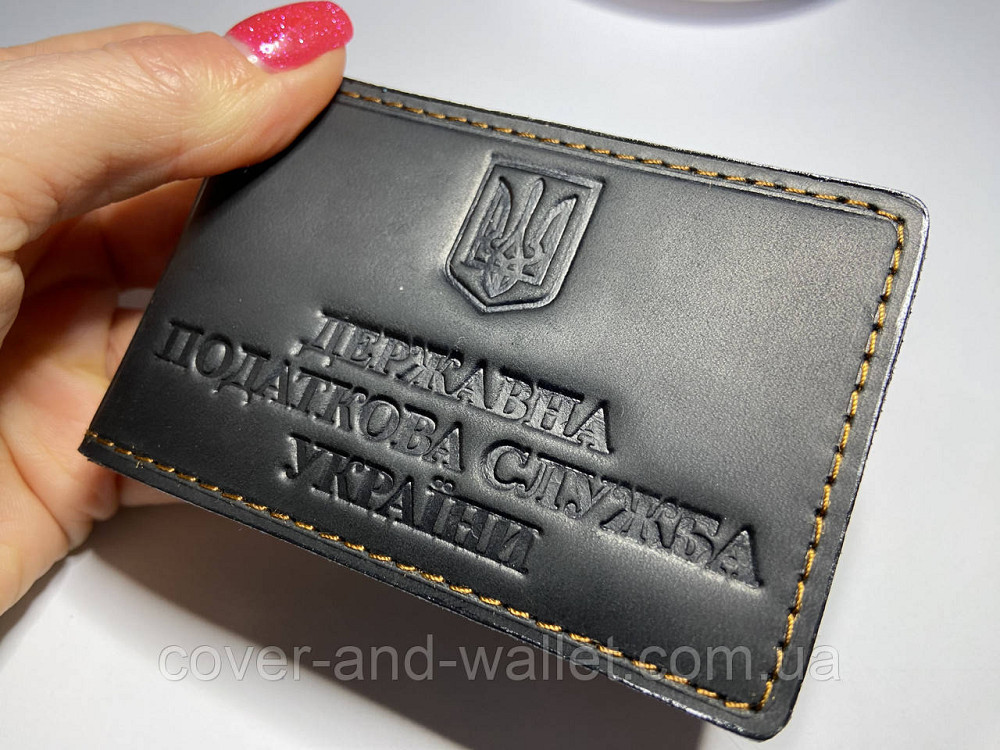 ДЕРЖАВНА
ПОДАТКОВА СЛУЖБА
УКРАЇНИ
cover-and-wallet.com.ua